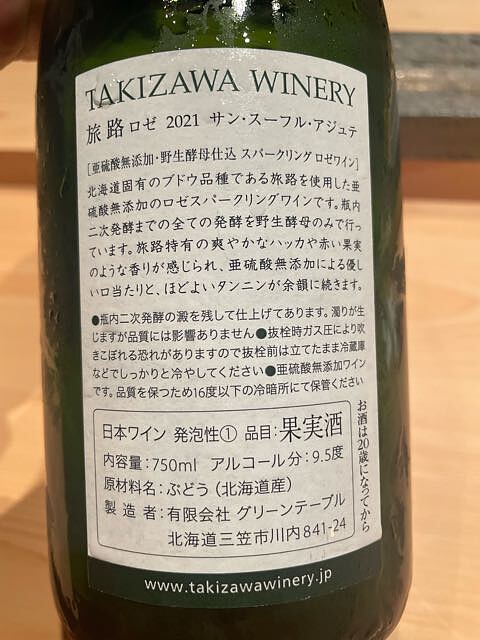 TAKIZAWA WINERY
旅路ロゼ 2021 サン・スーフル・アジュテ
[亜硫酸無添加・野生酵母仕込 スパークリング ロゼワイン]
北海道固有のブドウ品種である旅路を使用した亜
硫酸無添加のロゼスパークリングワインです。瓶内
二次発酵までの全ての発酵を野生酵母のみで行っ
ています。旅路特有の爽やかなハッカや赤い果実
のような香りが感じられ、亜硫酸無添加による優し
い口当たりと、ほどよいタンニンが余韻に続きます。
●瓶内二次発酵の澱を残して仕上げてあります。濁りが生
じますが品質には影響ありません●抜栓時ガス圧により吹
きこぼれる恐れがありますので抜栓前は立てたまま冷蔵庫
などでしっかりと冷やしてください●亜硫酸無添加ワイン
です。品質を保つため16度以下の冷暗所にて保管ください
日本ワイン 発泡性① 品目:果実酒
内容量:750ml アルコール分:9.5度
原材料名:ぶどう(北海道産)
製造者:有限会社 グリーンテーブル
北海道三笠市川内841-24
お酒は20歳になってから
www.takizawawinery.jp